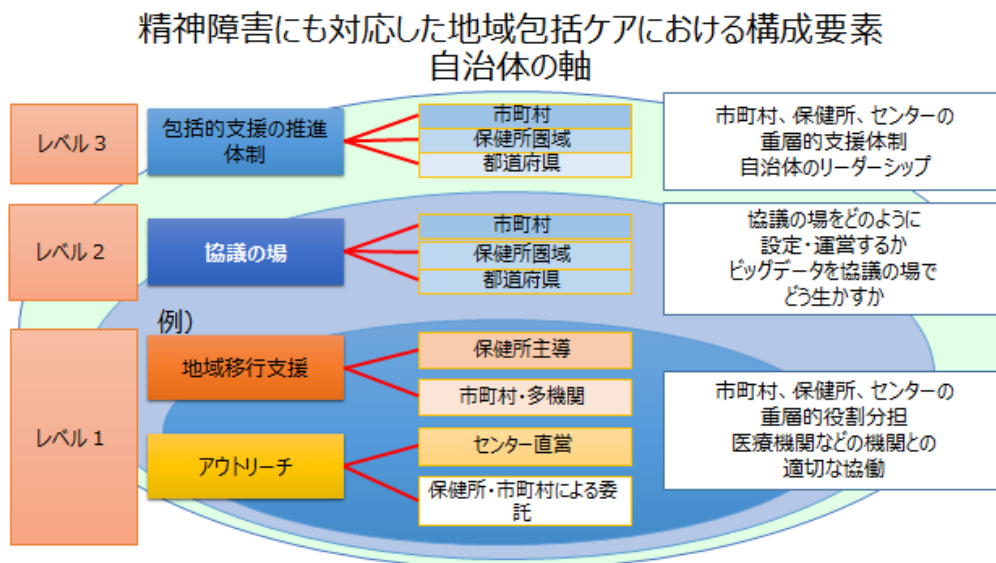 精神障害にも対応した地域包括ケアにおける構成要素
自治体の軸
レベル３
包括的支援の推進
体制
市町村
保健所圏域
都道府県
市町村、保健所、センターの
重層的支援体制
自治体のリーダーシップ
レベル２
協議の場
市町村
保健所圏域
都道府県
協議の場をどのように
設定・運営するか
ビッグデータを協議の場で
どう生かすか
例）
レベル１
地域移行支援
保健所主導
市町村・多機関
アウトリーチ
センター直営
保健所・市町村による委
託
市町村、保健所、センターの
重層的役割分担
医療機関などの機関との
適切な協働